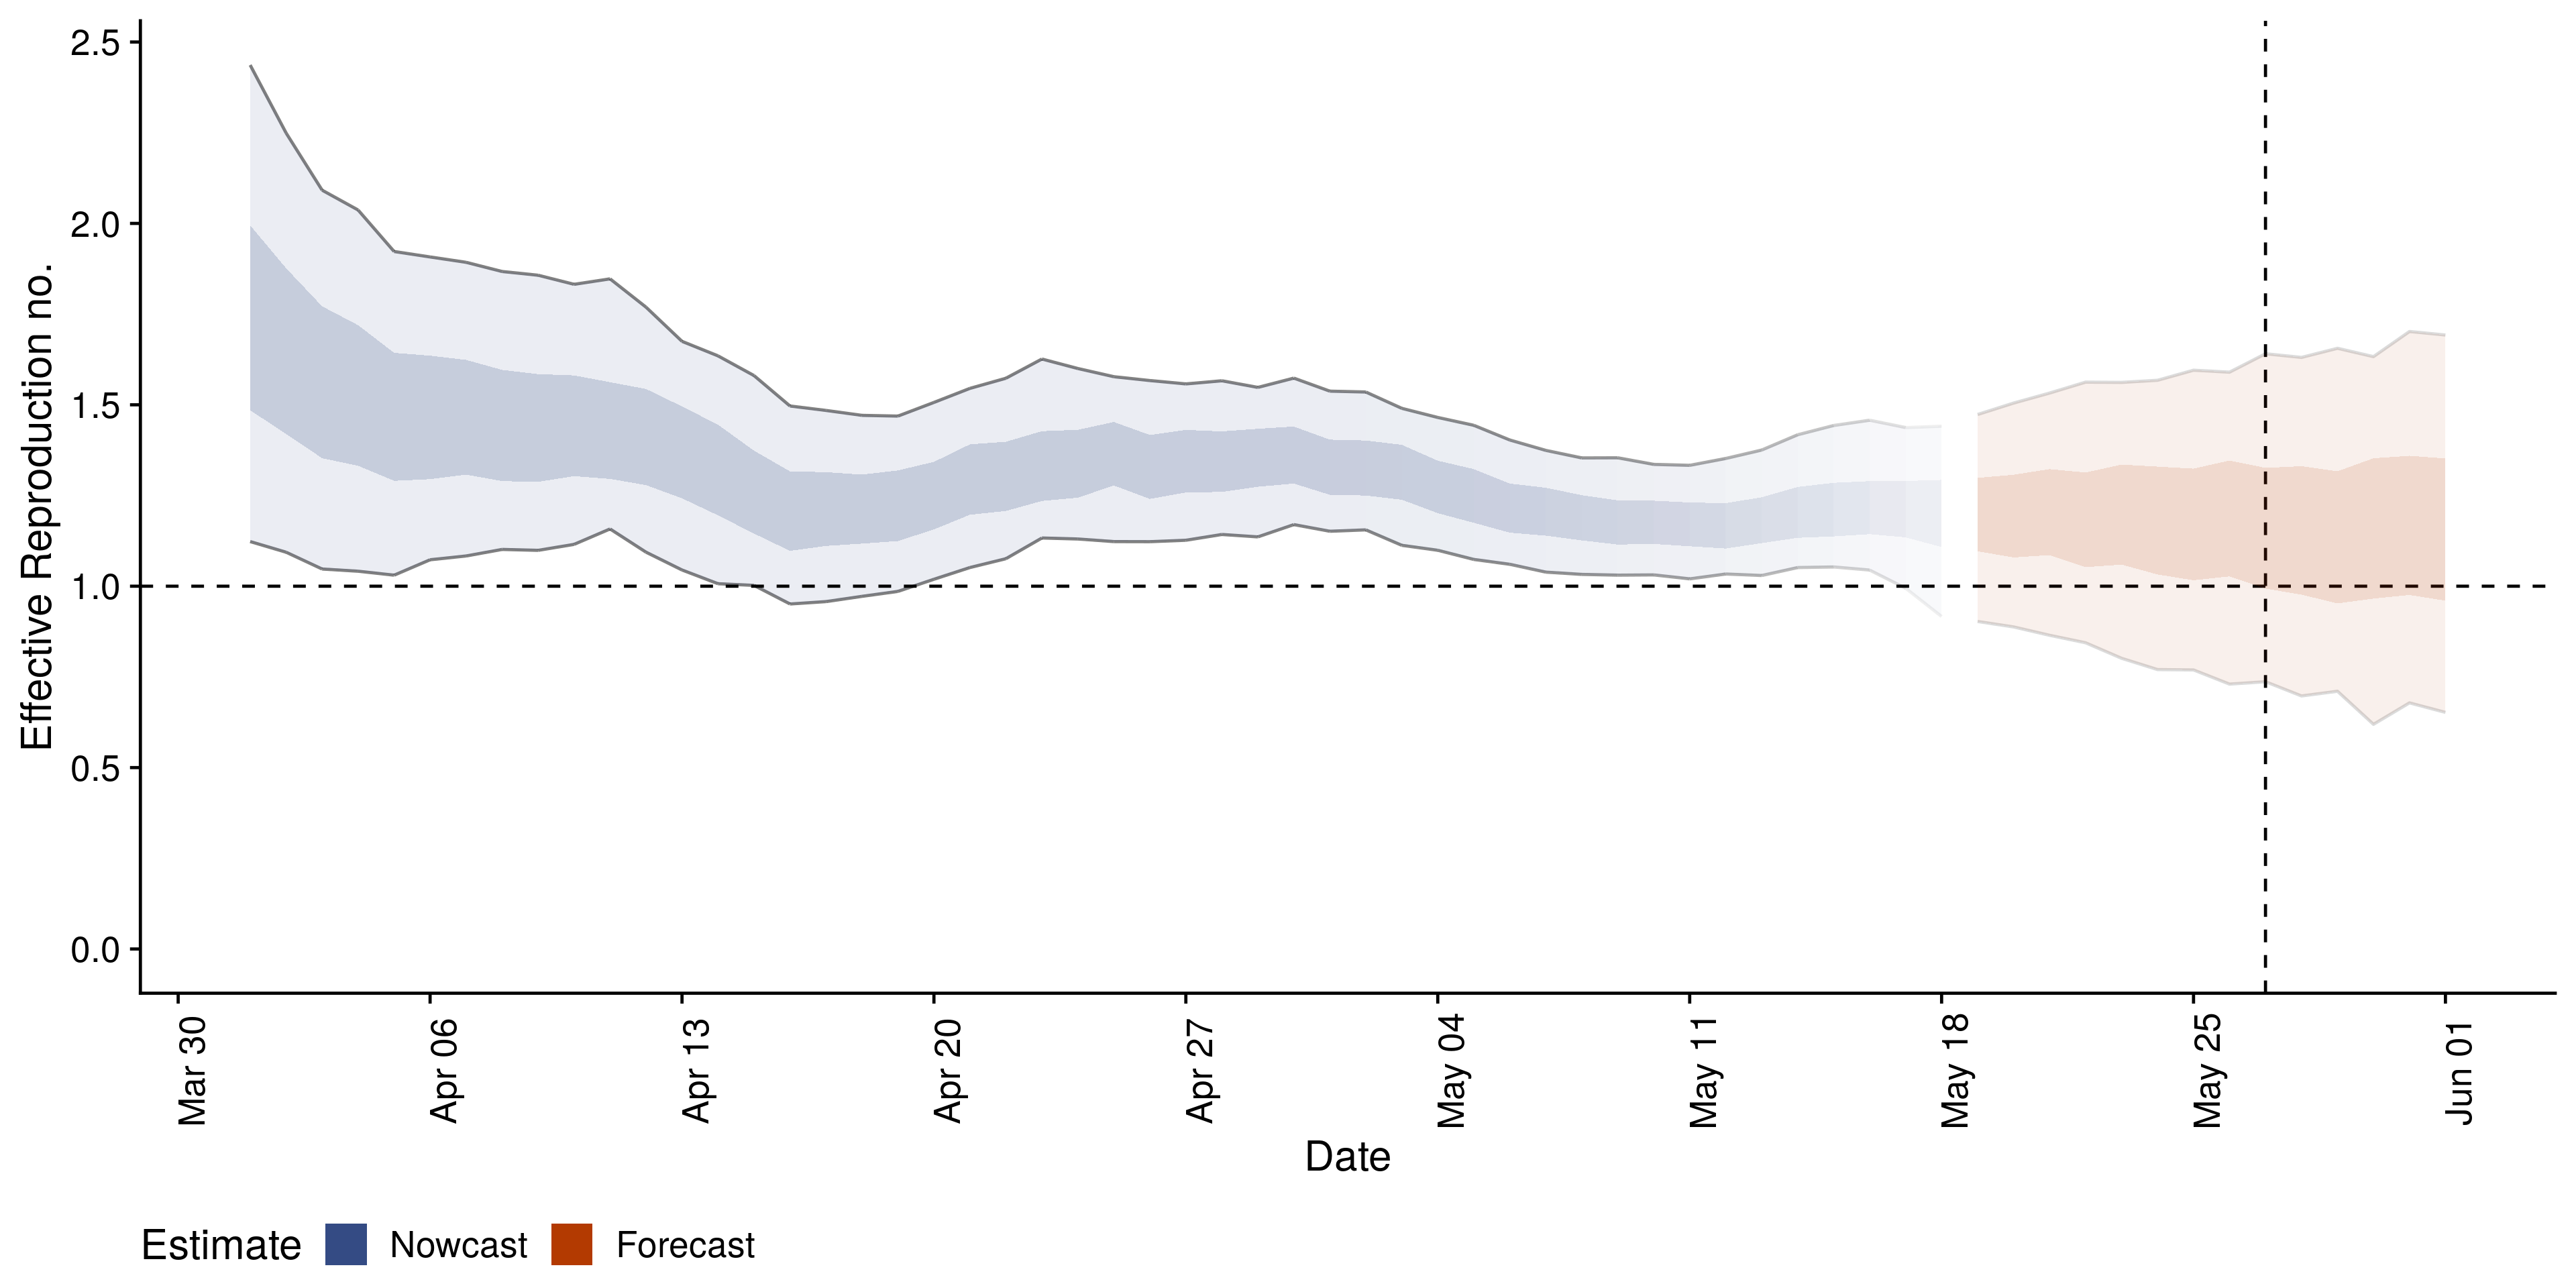 Effective Reproduction no.
2.5
2.0
1.5
1.0
0.5
0.0
Mar 30
Apr 06
Apr 13
Apr 20
Apr 27
May 04
May 11
May 18
May 25
Jun 01
Date
Estimate Nowcast Forecast